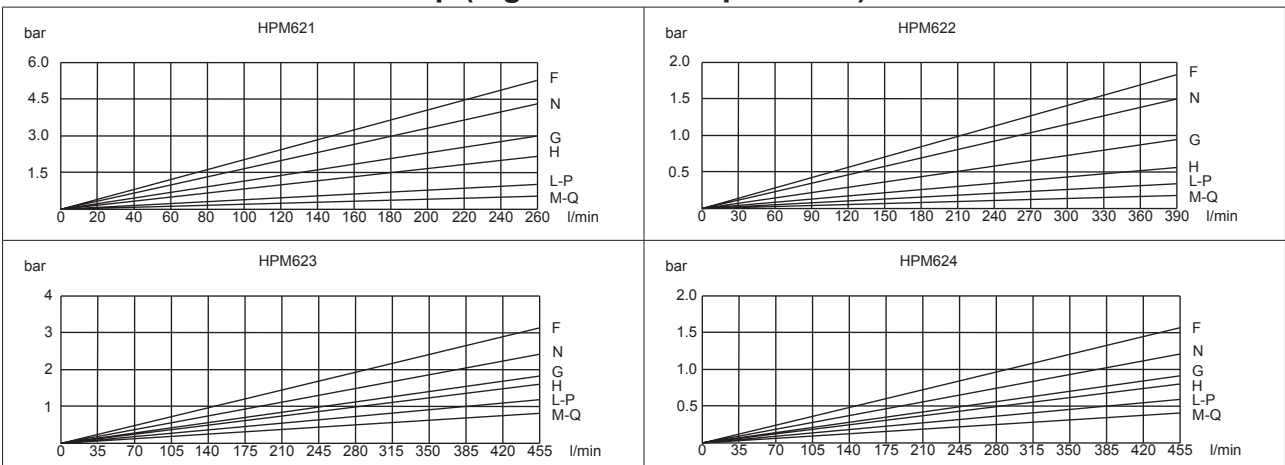 HPM621
bar
6.0
4.5
3.0
1.5
F
N
G
H
L-P
M-Q
0 20 40 60 80 100 120 140 160 180 200 220 240 260 l/min
HPM622
bar
2.0
1.5
1.0
0.5
F
N
G
H
L-P
M-Q
0 30 60 90 120 150 180 210 240 270 300 330 360 390 l/min
HPM623
bar
4
3
2
1
F
N
G
H
L-P
M-Q
0 35 70 105 140 175 210 245 280 315 350 385 420 455 l/min
HPM624
bar
2.0
1.5
1.0
0.5
F
N
G
H
L-P
M-Q
0 35 70 105 140 175 210 245 280 315 350 385 420 455 l/min